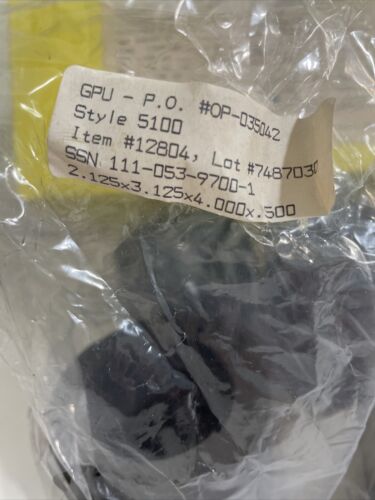 GPU - P.O. #OP-035042
Style 5100
Item #12804, Lot #7487030
SSN 111-053-9700-1
2.125x3.125x4.000x.500